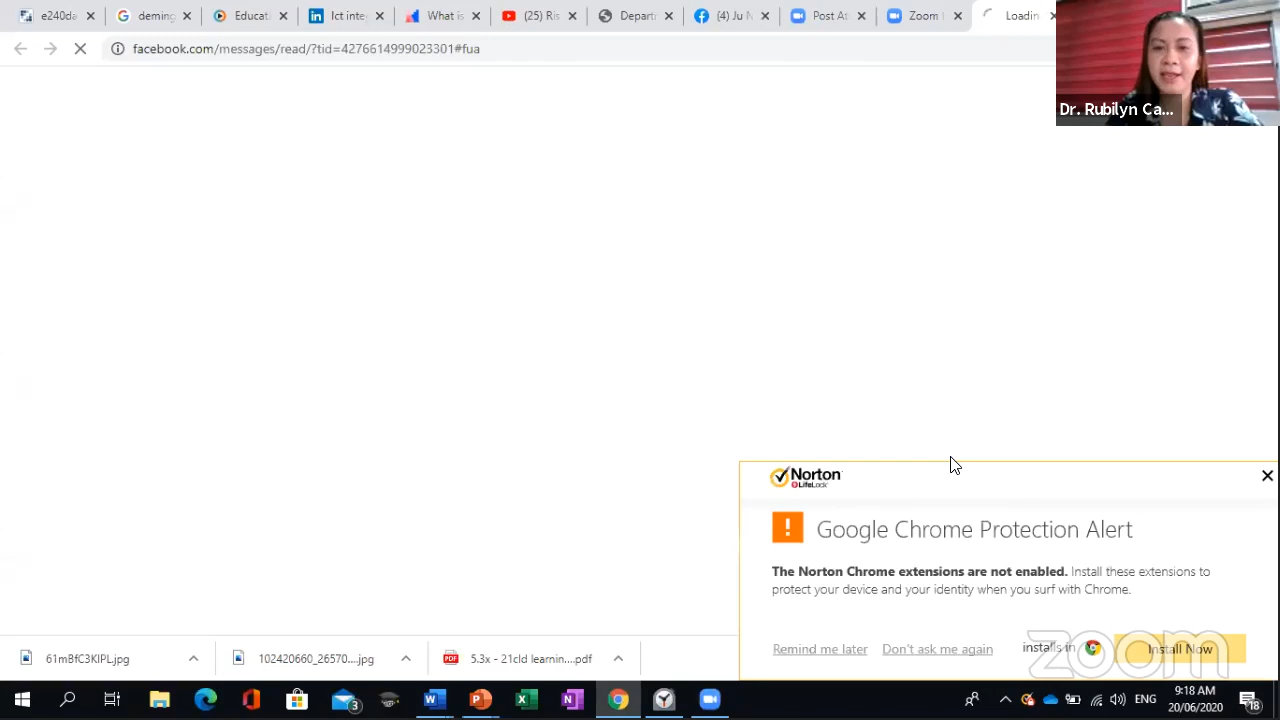 e240da
deming
Educati
Ict inte
What is
(25) Ris
Depart
(4) Ju N
Post At
Zoom
Loadin
facebook.com/messages/read/?tid=4276614999023301#fua
Dr. Rubilyn Ca...
Norton
LifeLock
Google Chrome Protection Alert
The Norton Chrome extensions are not enabled. Install these extensions to
protect your device and your identity when you surf with Chrome.
Remind me later
Don't ask me again
installs in
Install Now
zoom
61mBfC3KIPL.jpg
102420660_26570....jpg
PDF
5.3x - 21cld learnin....pdf
3
ENG
9:18 AM
20/06/2020
18